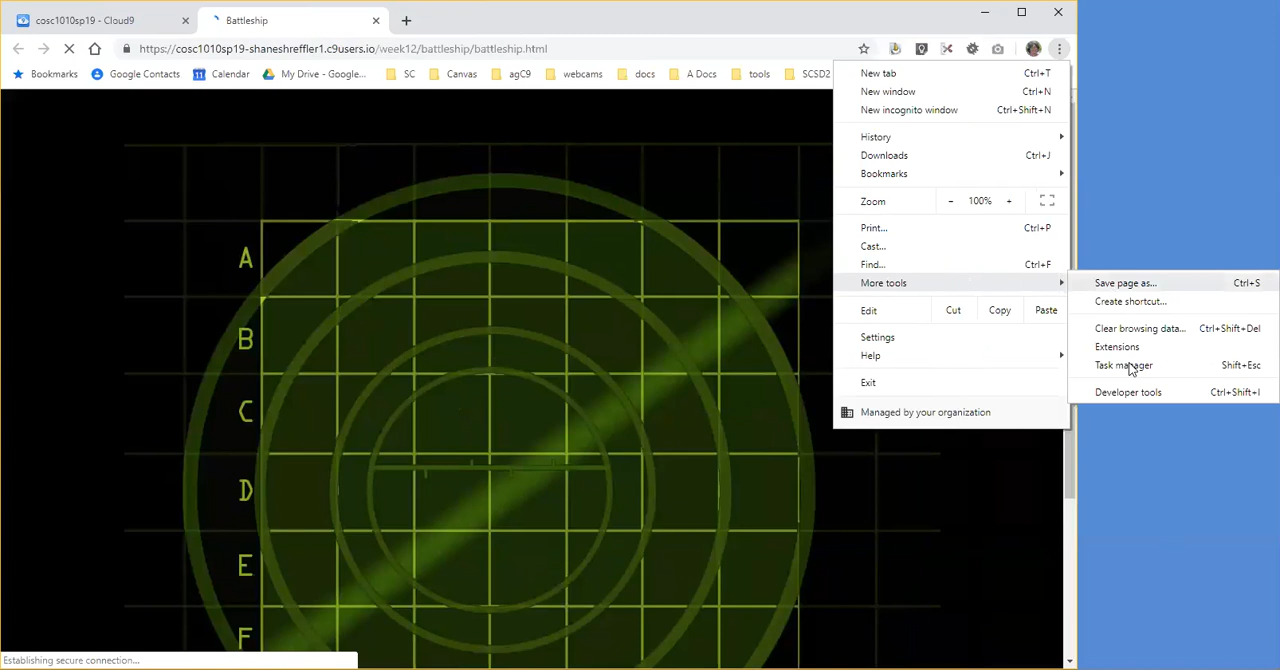 cosc1010sp19 - Cloud9
Battleship
https://cosc1010sp19-shaneshreffler1.c9users.io/week12/battleship/battleship.html
Bookmarks Google Contacts 11 Calendar My Drive - Google... SC Canvas agC9 webcams docs A Docs tools SCSD2
New tab Ctrl+T
New window Ctrl+N
New incognito window Ctrl+Shift+N
History
Downloads Ctrl+J
Bookmarks
Zoom - 100% +
Print... Ctrl+P
Cast...
Find... Ctrl+F
More tools
Edit Cut Copy Paste
Settings
Help
Exit
Managed by your organization
Save page as... Ctrl+S
Create shortcut...
Clear browsing data... Ctrl+Shift+Del
Extensions
Task manager Shift+Esc
Developer tools Ctrl+Shift+I
A
B
C
D
E
F
Establishing secure connection...